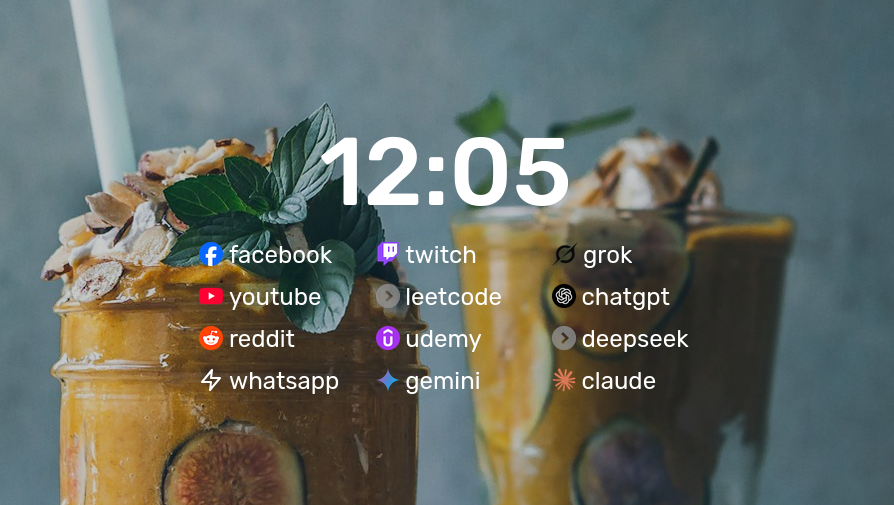 12:05
facebook twitch grok
youtube leetcode chatgpt
reddit udemy deepseek
whatsapp gemini claude